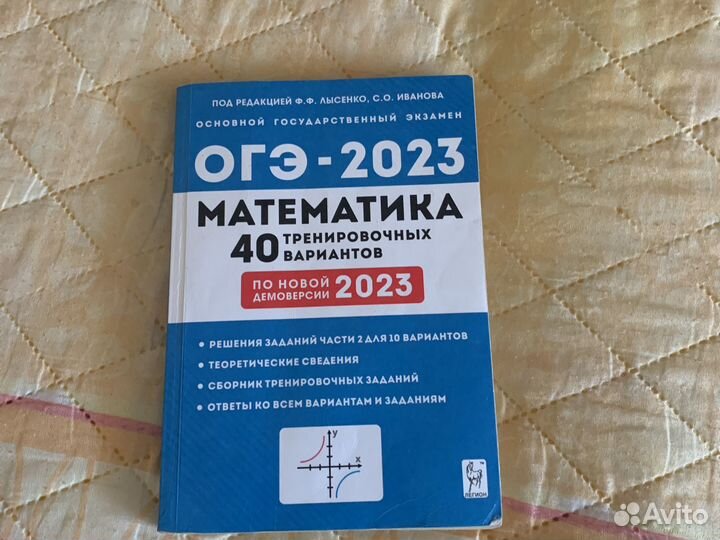 ПОД РЕДАКЦИЕЙ Ф.Ф. ЛЫСЕНКО, С.О. ИВАНОВА
ОСНОВНОЙ ГОСУДАРСТВЕННЫЙ ЭКЗАМЕН
ОГЭ - 2023
МАТЕМАТИКА
40 ТРЕНИРОВОЧНЫХ
ВАРИАНТОВ
ПО НОВОЙ
ДЕМОВЕРСИИ 2023
• РЕШЕНИЯ ЗАДАНИЙ ЧАСТИ 2 ДЛЯ 10 ВАРИАНТОВ
• ТЕОРЕТИЧЕСКИЕ СВЕДЕНИЯ
• СБОРНИК ТРЕНИРОВОЧНЫХ ЗАДАНИЙ
• ОТВЕТЫ КО ВСЕМ ВАРИАНТАМ И ЗАДАНИЯМ
y
x
ЛЕГИОН
Avito